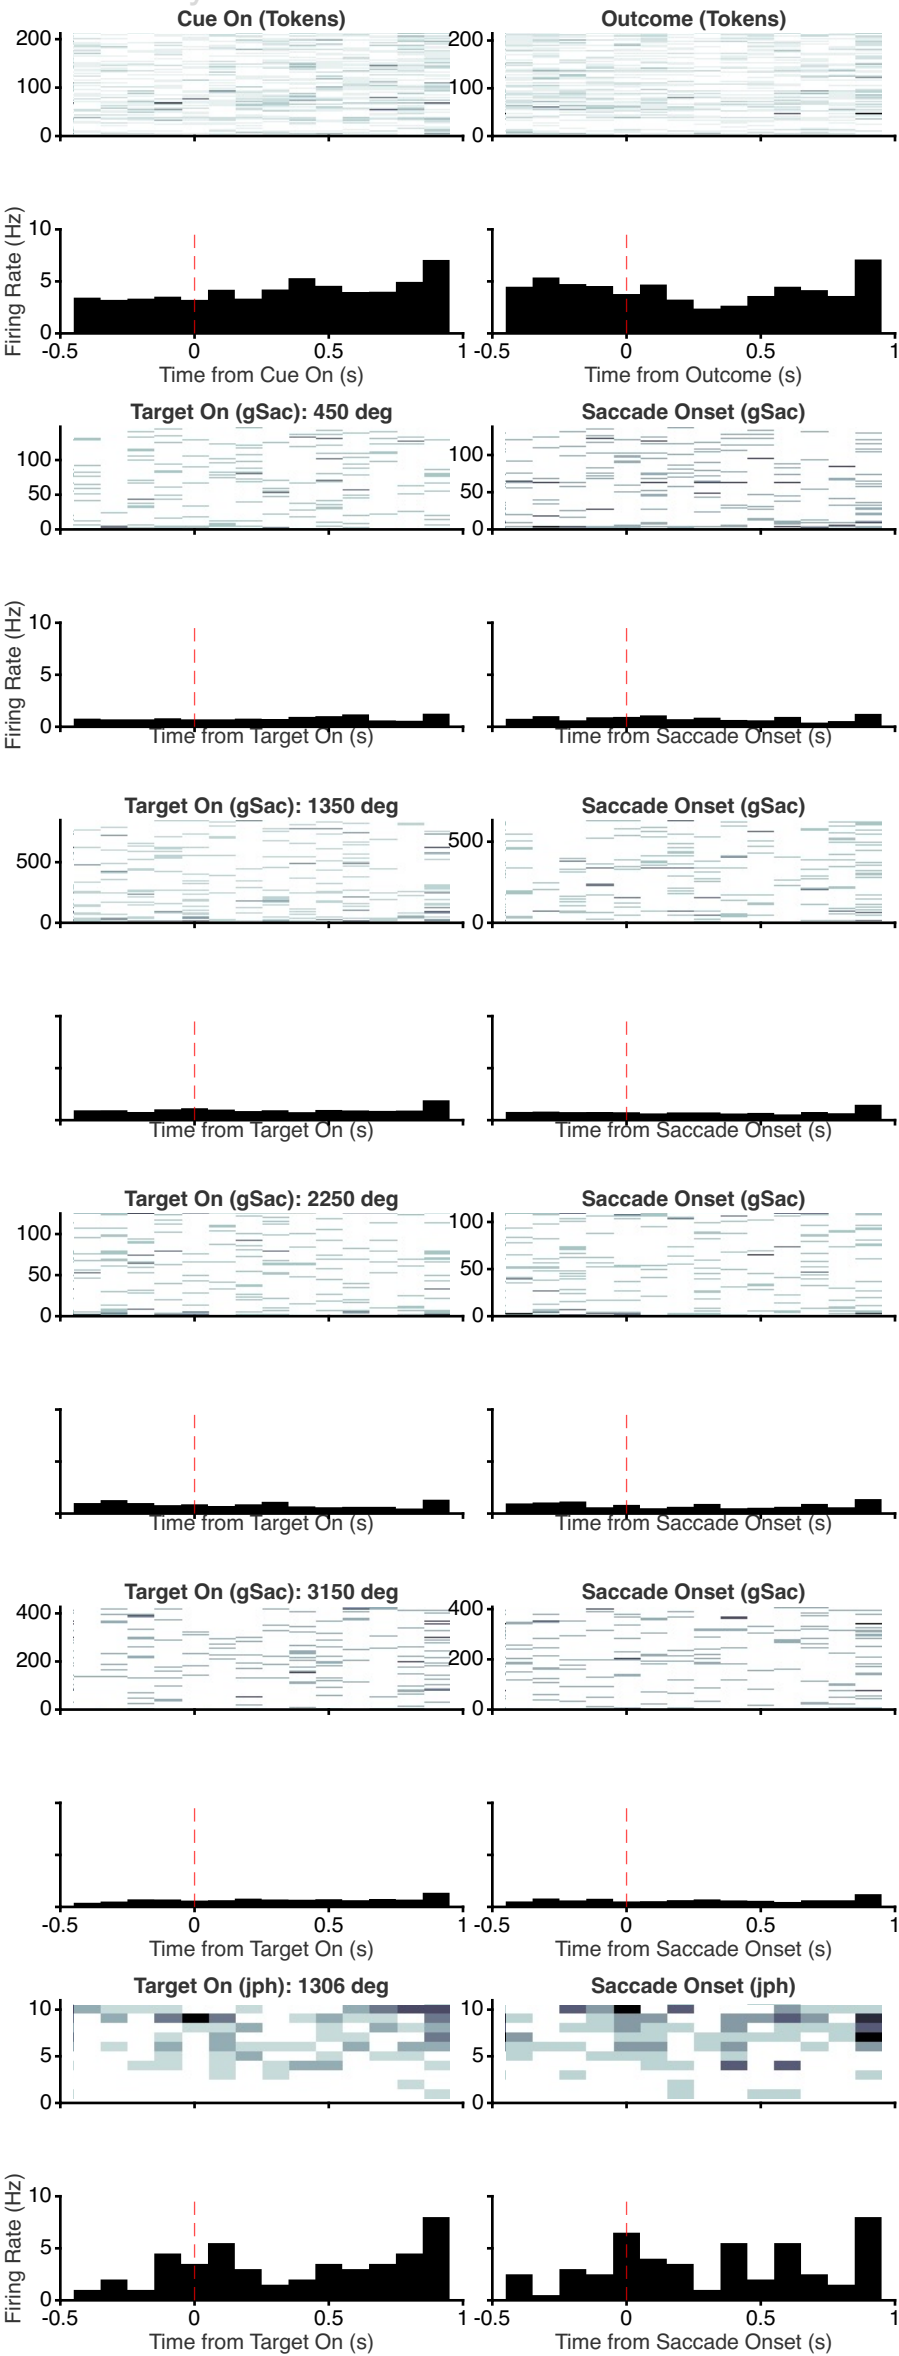 Cue On (Tokens) Outcome (Tokens)
200 200
100 100
0 0
Firing Rate (Hz)
10
5
0
-0.5 0 0.5 1 -0.5 0 0.5 1
Time from Cue On (s) Time from Outcome (s)
Target On (gSac): 450 deg Saccade Onset (gSac)
100 100
50 50
0 0
Firing Rate (Hz)
10
5
0
Time from Target On (s) Time from Saccade Onset (s)
Target On (gSac): 1350 deg Saccade Onset (gSac)
500 500
0 0
Time from Target On (s) Time from Saccade Onset (s)
Target On (gSac): 2250 deg Saccade Onset (gSac)
100 100
50 50
0 0
Time from Target On (s) Time from Saccade Onset (s)
Target On (gSac): 3150 deg Saccade Onset (gSac)
400 400
200 200
0 0
-0.5 0 0.5 1 -0.5 0 0.5 1
Time from Target On (s) Time from Saccade Onset (s)
Target On (jph): 1306 deg Saccade Onset (jph)
10 10
5 5
0 0
Firing Rate (Hz)
10
5
0
-0.5 0 0.5 1 -0.5 0 0.5 1
Time from Target On (s) Time from Saccade Onset (s)